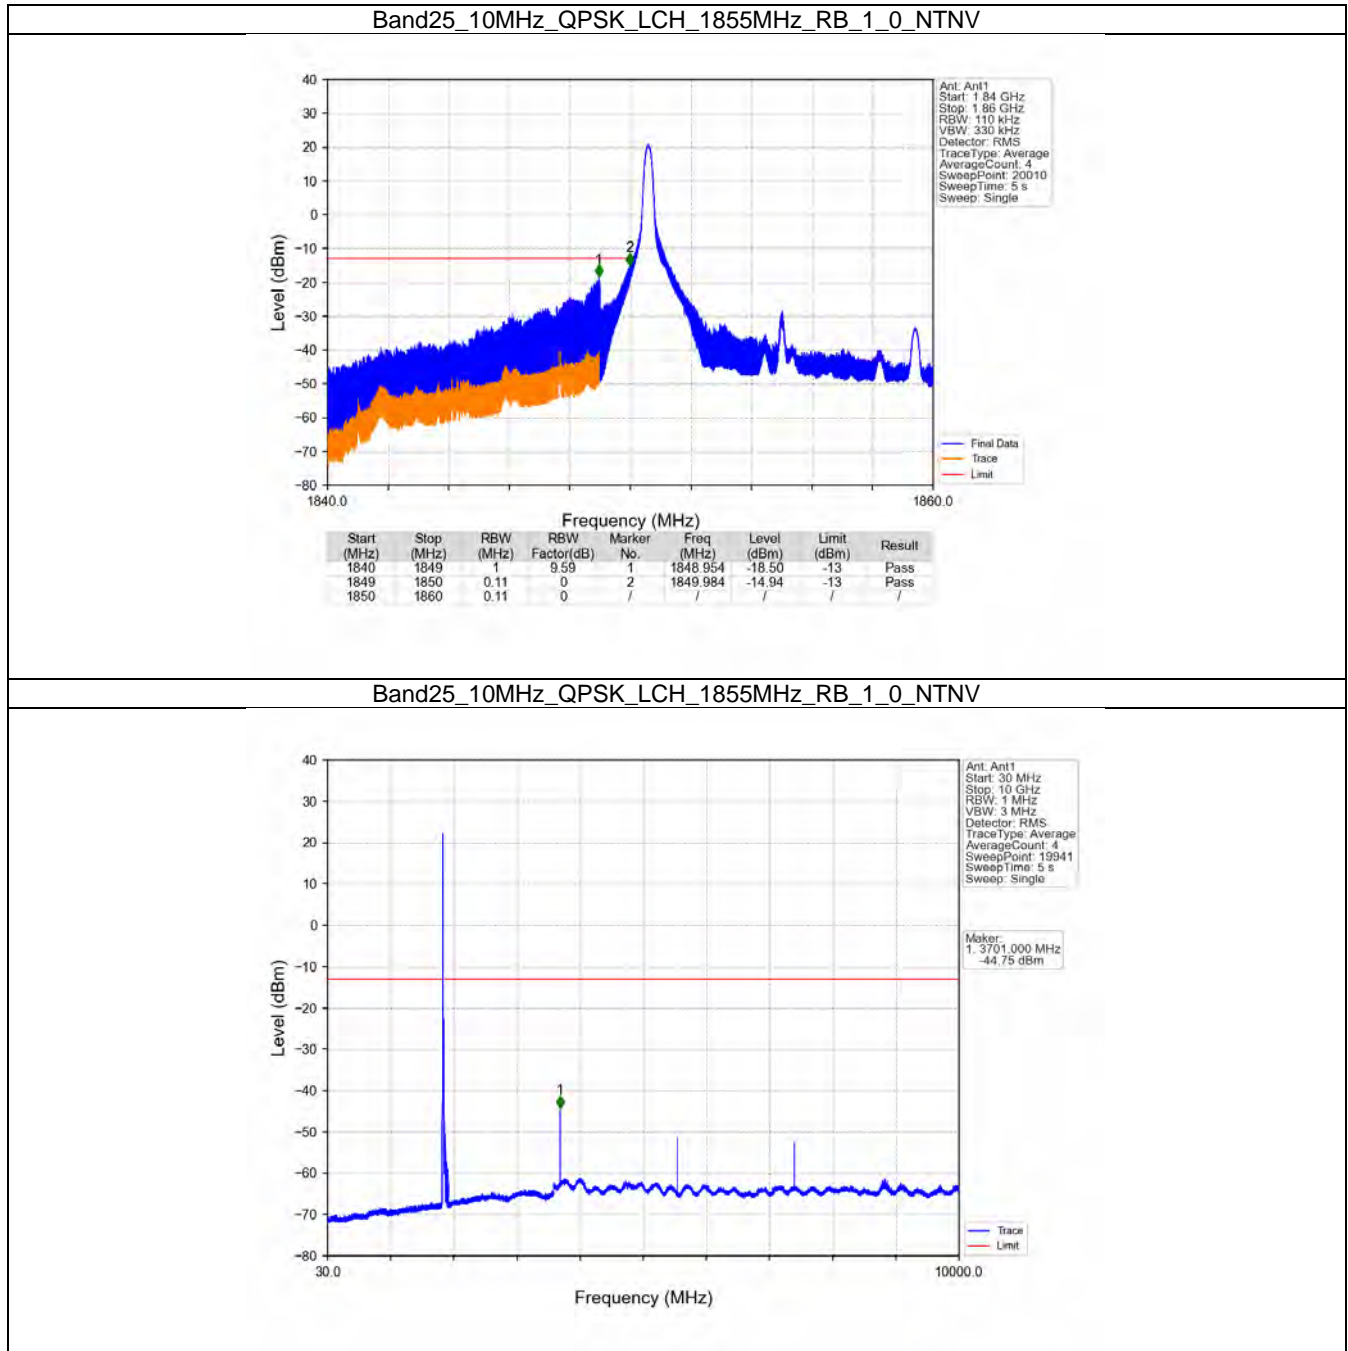 Band25_10MHz_QPSK_LCH_1855MHz_RB_1_0_NTNV
40
30
20
10
0
−10
−20
−30
−40
−50
−60
−70
−80
Level (dBm)
1
2
1840.0
1860.0
Frequency (MHz)
Ant: Ant1
Start: 1.84 GHz
Stop: 1.86 GHz
RBW: 110 kHz
VBW: 330 kHz
Detector: RMS
TraceType: Average
AverageCount: 4
SweepPoint: 20010
SweepTime: 5 s
Sweep: Single
Final Data
Trace
Limit
Start (MHz) Stop (MHz) RBW (MHz) RBW Factor(dB) Marker No. Freq (MHz) Level (dBm) Limit (dBm) Result
1840 1849 1 9.59 1 1848.954 -18.50 -13 Pass
1849 1850 0.11 0 2 1849.984 -14.94 -13 Pass
1850 1860 0.11 0 / / / / /
Band25_10MHz_QPSK_LCH_1855MHz_RB_1_0_NTNV
40
30
20
10
0
−10
−20
−30
−40
−50
−60
−70
−80
Level (dBm)
1
30.0
10000.0
Frequency (MHz)
Ant: Ant1
Start: 30 MHz
Stop: 10 GHz
RBW: 1 MHz
VBW: 3 MHz
Detector: RMS
TraceType: Average
AverageCount: 4
SweepPoint: 19941
SweepTime: 5 s
Sweep: Single
Maker:
1. 3701.000 MHz
-44.75 dBm
Trace
Limit